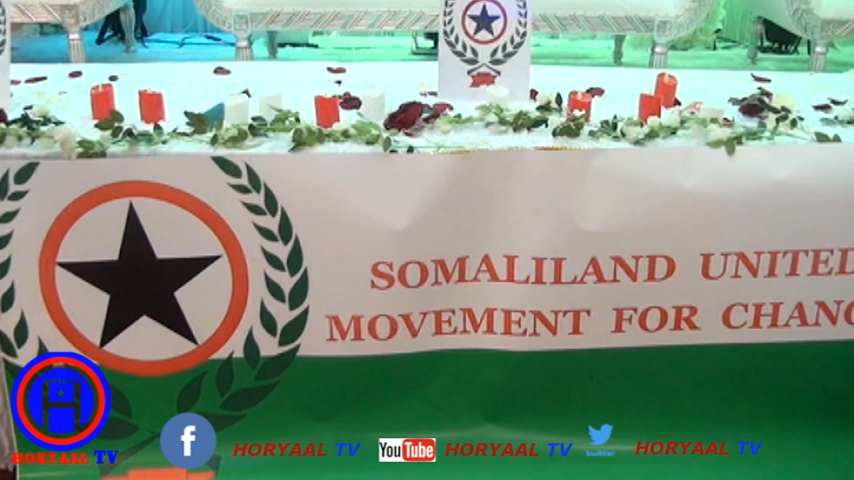 SOMALILAND UNITED
MOVEMENT FOR CHANG
HORYAAL TV
f HORYAAL TV
YouTube HORYAAL TV
twitter HORYAAL TV